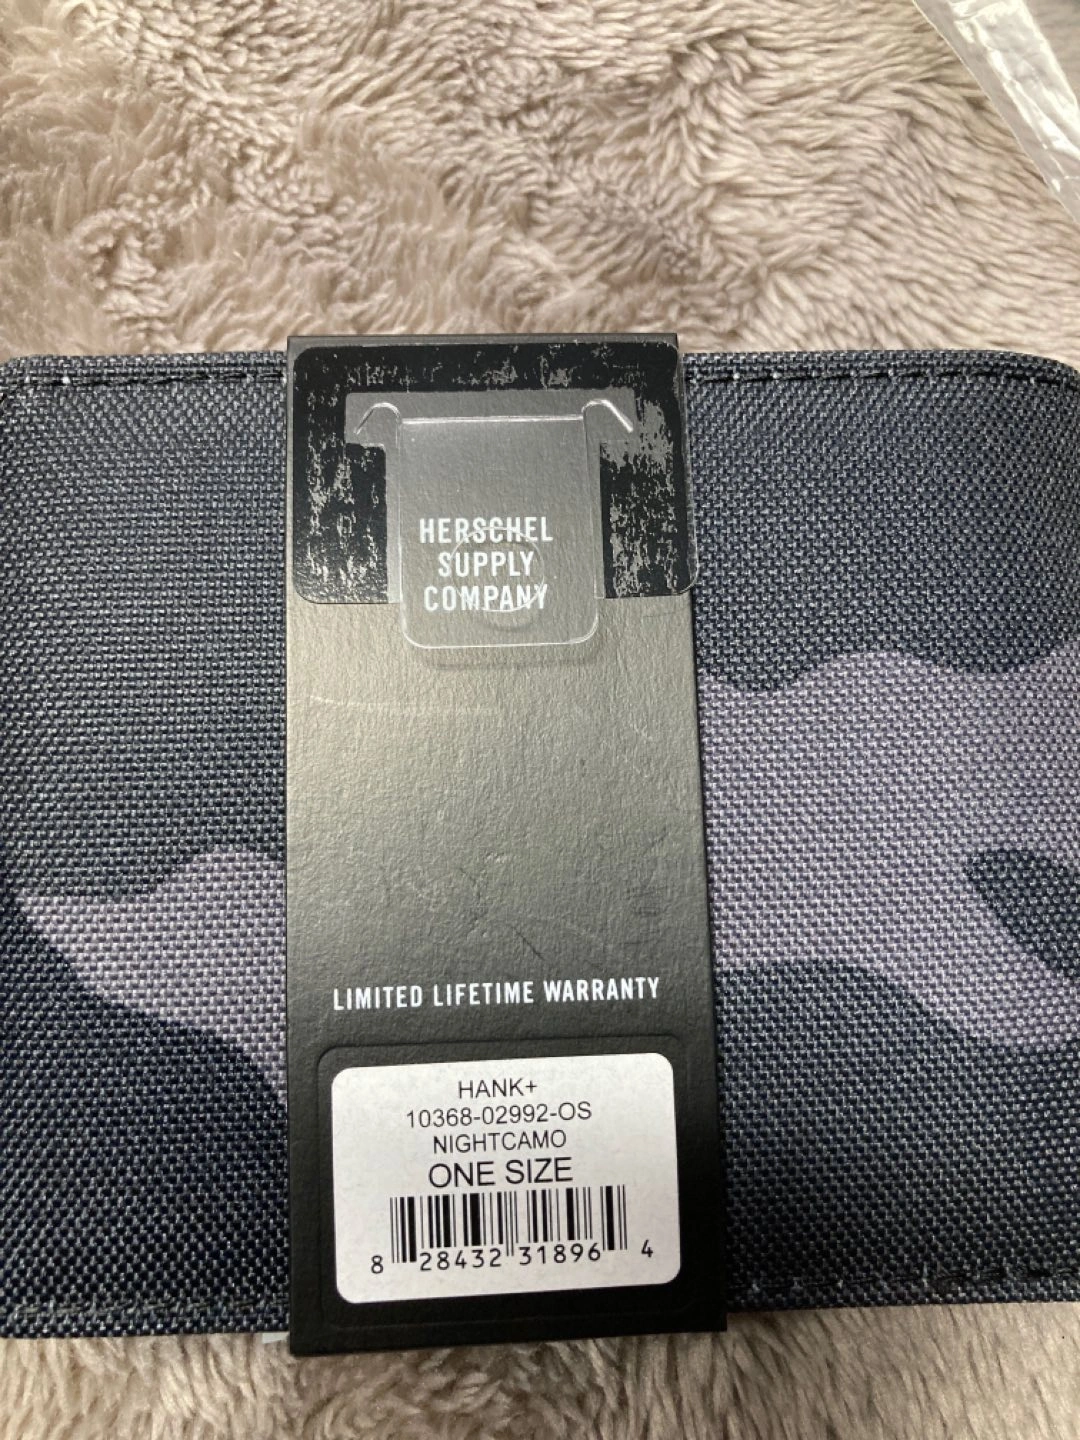 HERSCHEL
SUPPLY
COMPANY
LIMITED LIFETIME WARRANTY
HANK+
10368-02992-OS
NIGHTCAMO
ONE SIZE
8 28432 31896 4